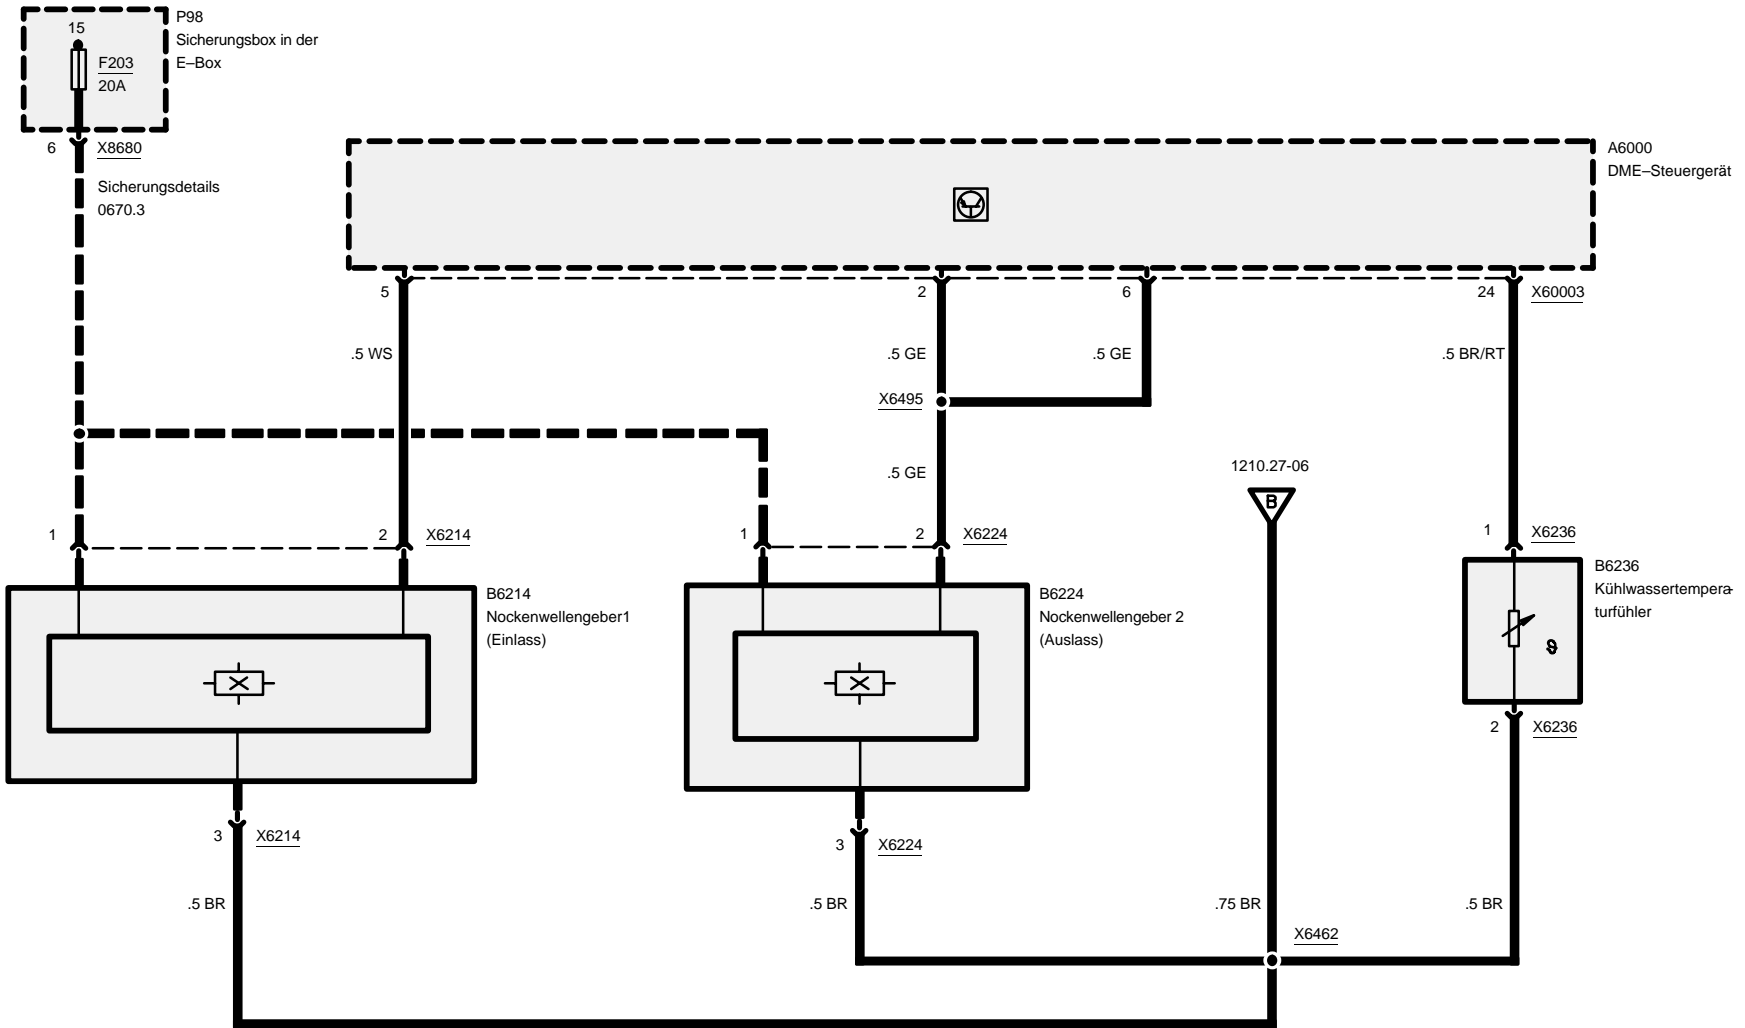 P98
Sicherungsbox in der
E–Box
15
F203
20A
6
X8680
Sicherungsdetails
0670.3
A6000
DME–Steuergerät
5
2
6
24
X60003
.5 WS
.5 GE
.5 GE
.5 BR/RT
X6495
.5 GE
1210.27-06
B
1
2
X6214
1
2
X6224
1
X6236
B6214
Nockenwellengeber1
(Einlass)
B6224
Nockenwellengeber 2
(Auslass)
B6236
Kühlwassertempera-
turfühler
ϑ
2
X6236
3
X6214
3
X6224
.5 BR
.5 BR
.75 BR
.5 BR
X6462